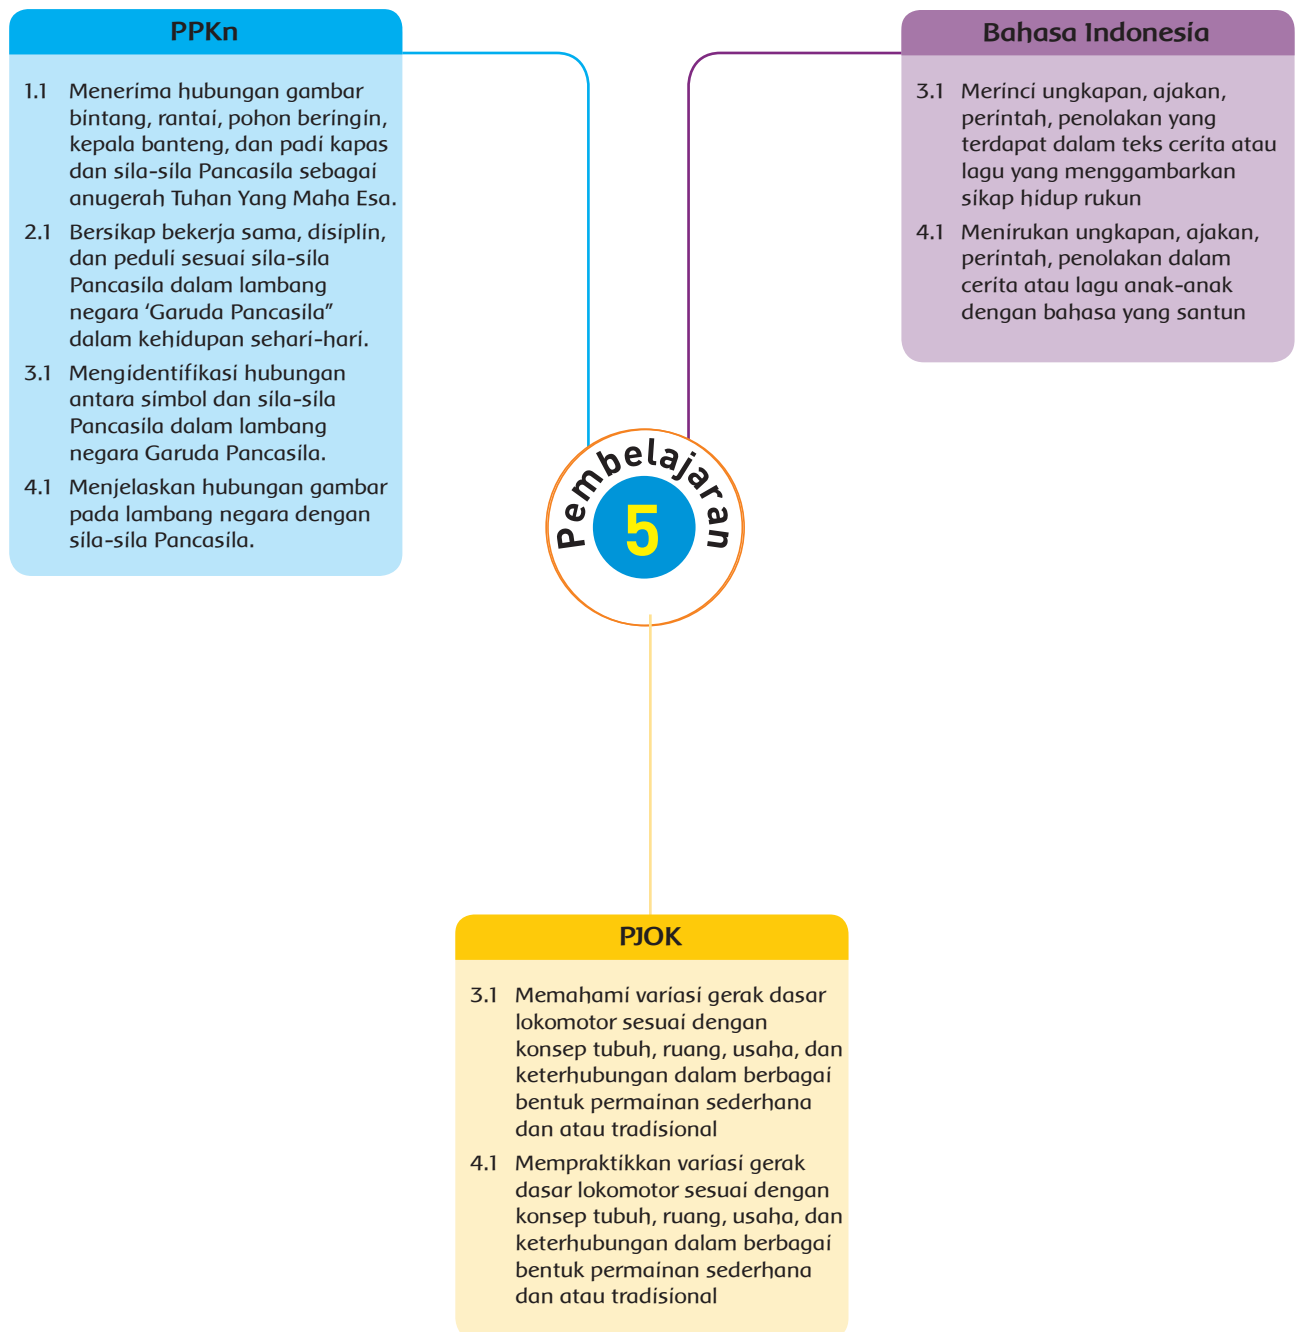 PPKn
1.1 Menerima hubungan gambar
bintang, rantai, pohon beringin,
kepala banteng, dan padi kapas
dan sila-sila Pancasila sebagai
anugerah Tuhan Yang Maha Esa.
2.1 Bersikap bekerja sama, disiplin,
dan peduli sesuai sila-sila
Pancasila dalam lambang
negara ‘Garuda Pancasila”
dalam kehidupan sehari-hari.
3.1 Mengidentifikasi hubungan
antara simbol dan sila-sila
Pancasila dalam lambang
negara Garuda Pancasila.
4.1 Menjelaskan hubungan gambar
pada lambang negara dengan
sila-sila Pancasila.
Bahasa Indonesia
3.1 Merinci ungkapan, ajakan,
perintah, penolakan yang
terdapat dalam teks cerita atau
lagu yang menggambarkan
sikap hidup rukun
4.1 Menirukan ungkapan, ajakan,
perintah, penolakan dalam
cerita atau lagu anak-anak
dengan bahasa yang santun
Pembelajaran
5
PJOK
3.1 Memahami variasi gerak dasar
lokomotor sesuai dengan
konsep tubuh, ruang, usaha, dan
keterhubungan dalam berbagai
bentuk permainan sederhana
dan atau tradisional
4.1 Mempraktikkan variasi gerak
dasar lokomotor sesuai dengan
konsep tubuh, ruang, usaha, dan
keterhubungan dalam berbagai
bentuk permainan sederhana
dan atau tradisional